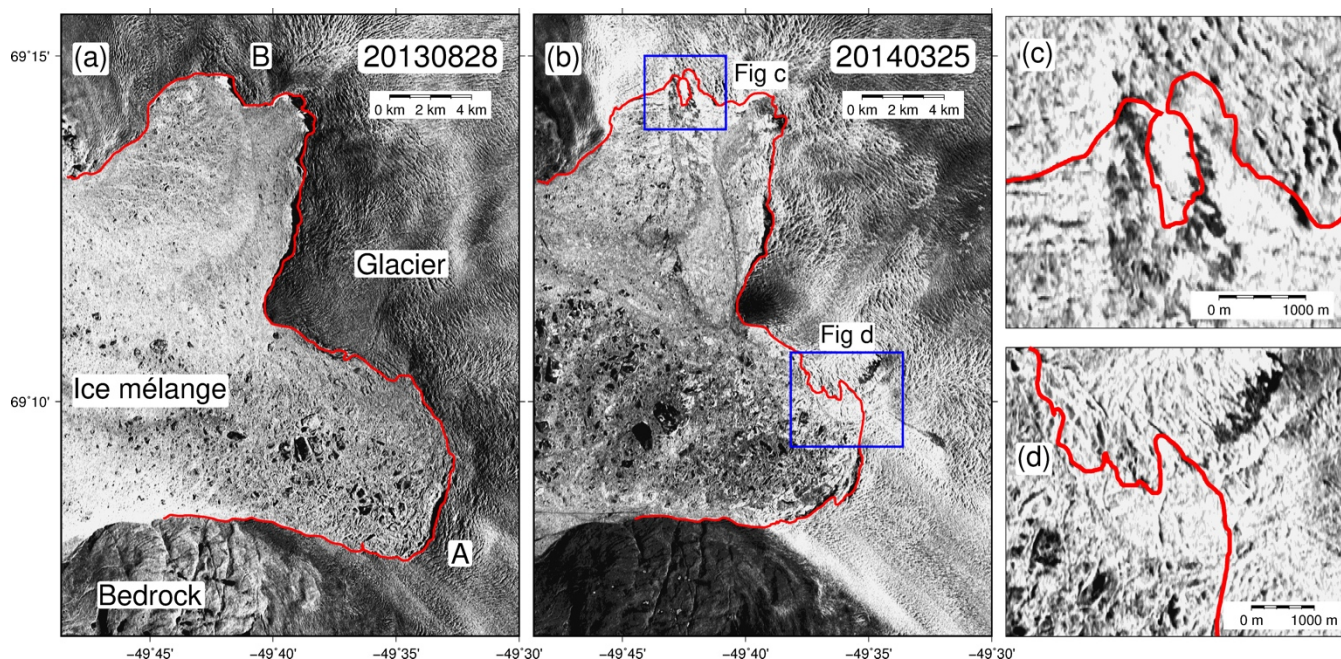 (a)
B
20130828
0 km 2 km 4 km
Glacier
Ice mélange
A
Bedrock
69˚15'
69˚10'
−49˚45'
−49˚40'
−49˚35'
−49˚30'
(b)
20140325
Fig c
0 km 2 km 4 km
Fig d
−49˚45'
−49˚40'
−49˚35'
−49˚30'
(c)
0 m 1000 m
(d)
0 m 1000 m